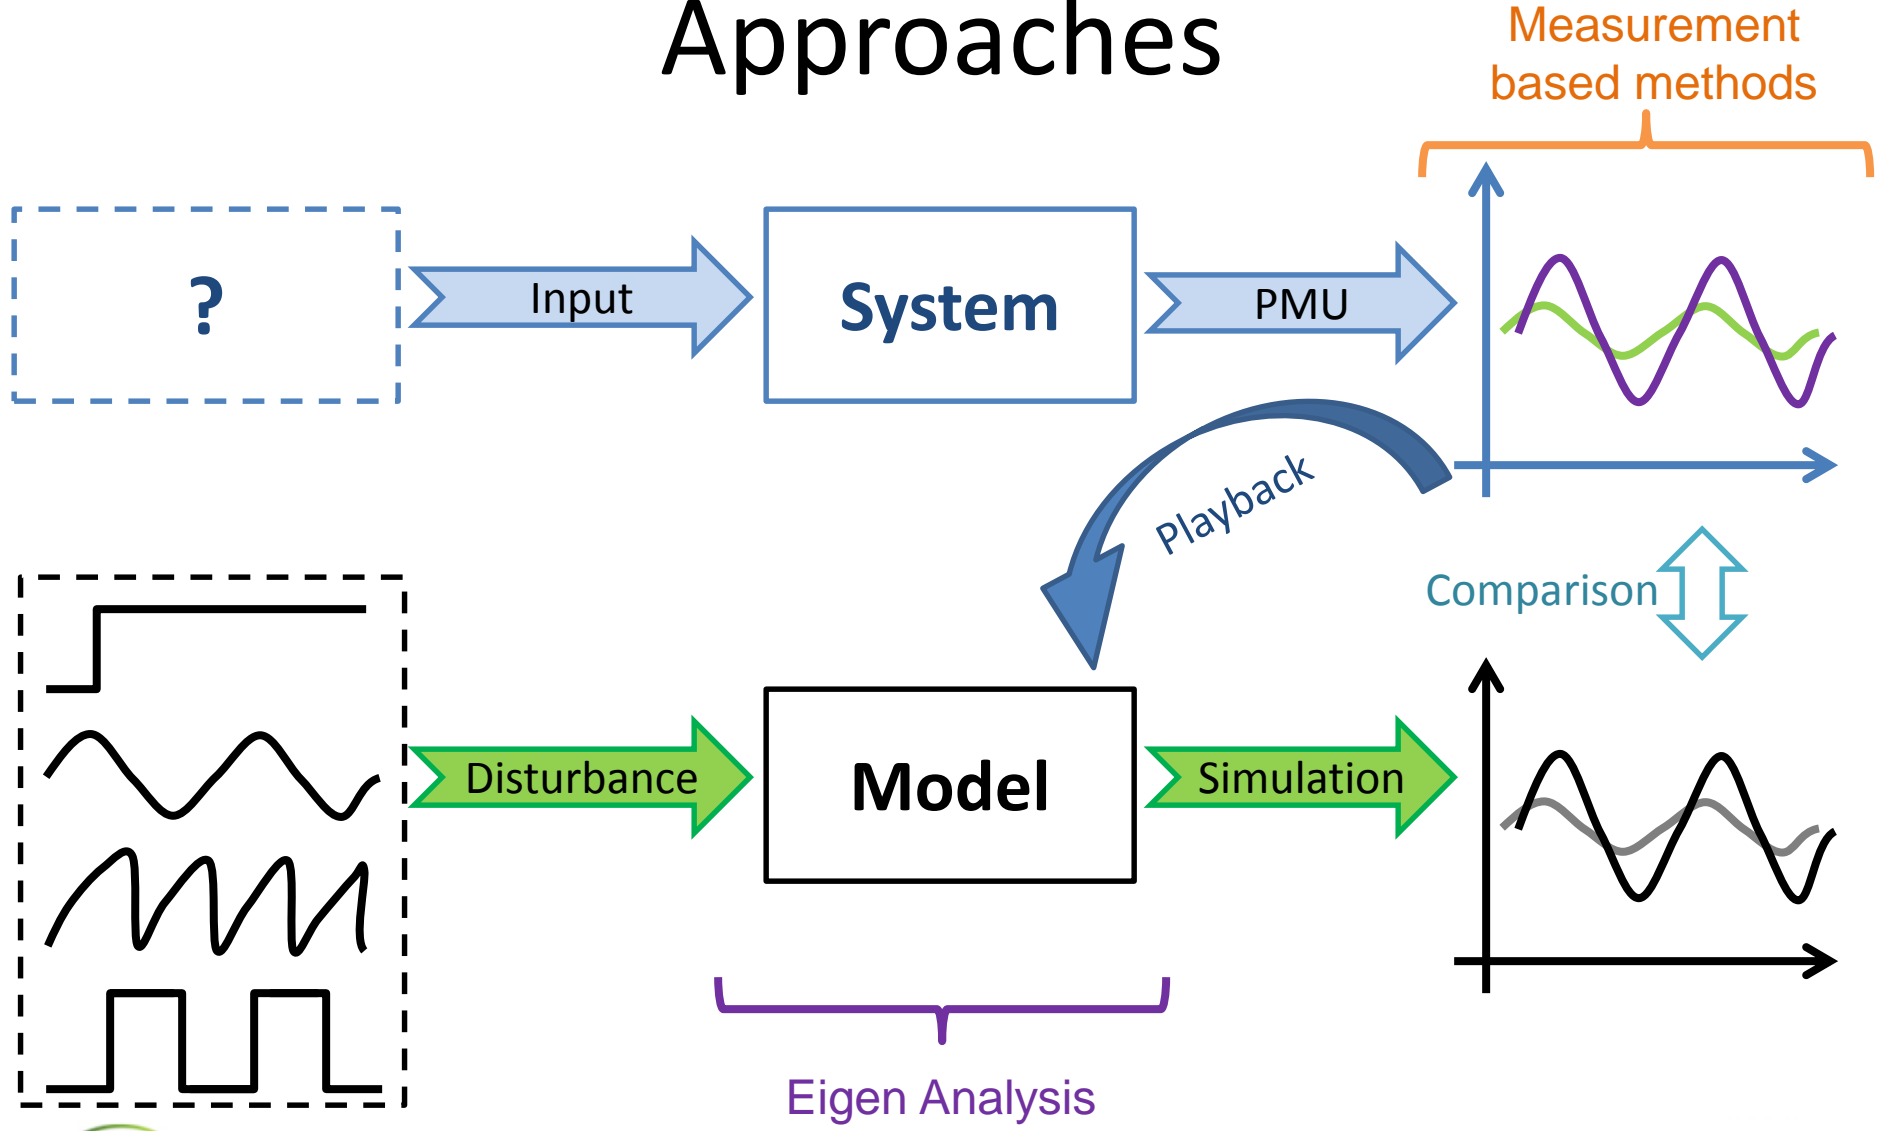 Approaches
Measurement
based methods
?
Input
System
PMU
Playback
Comparison
Disturbance
Model
Simulation
Eigen Analysis